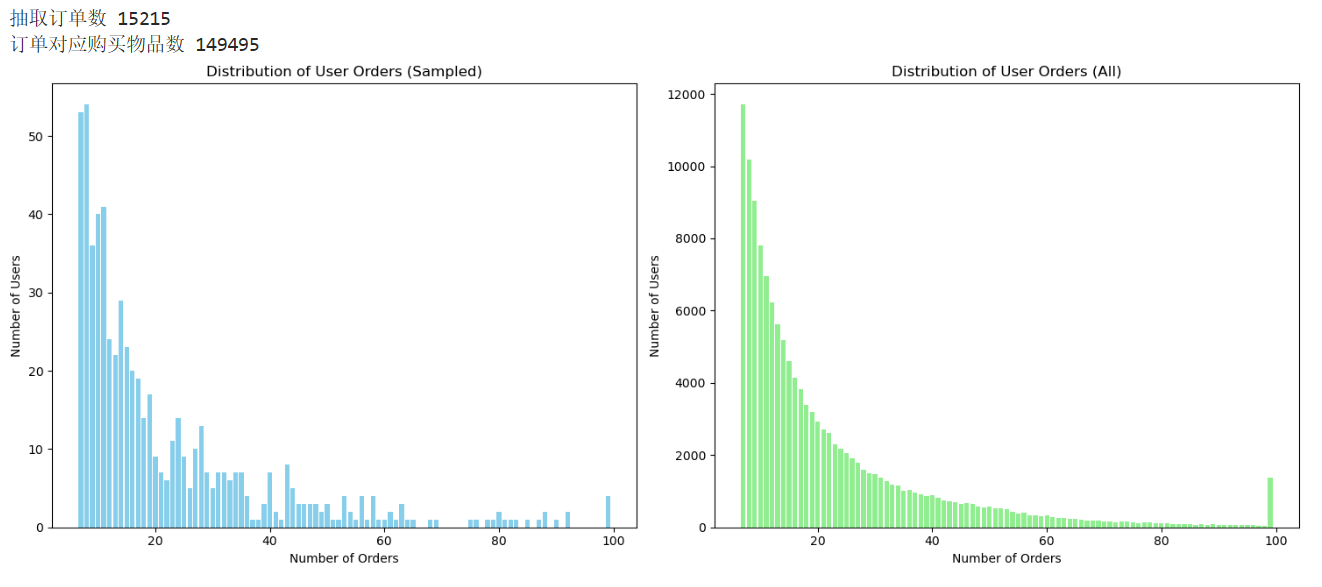 抽取订单数 15215
订单对应购买物品数 149495
Distribution of User Orders (Sampled)
Number of Users
50
40
30
20
10
0
20
40
60
80
100
Number of Orders
Distribution of User Orders (All)
Number of Users
12000
10000
8000
6000
4000
2000
0
20
40
60
80
100
Number of Orders